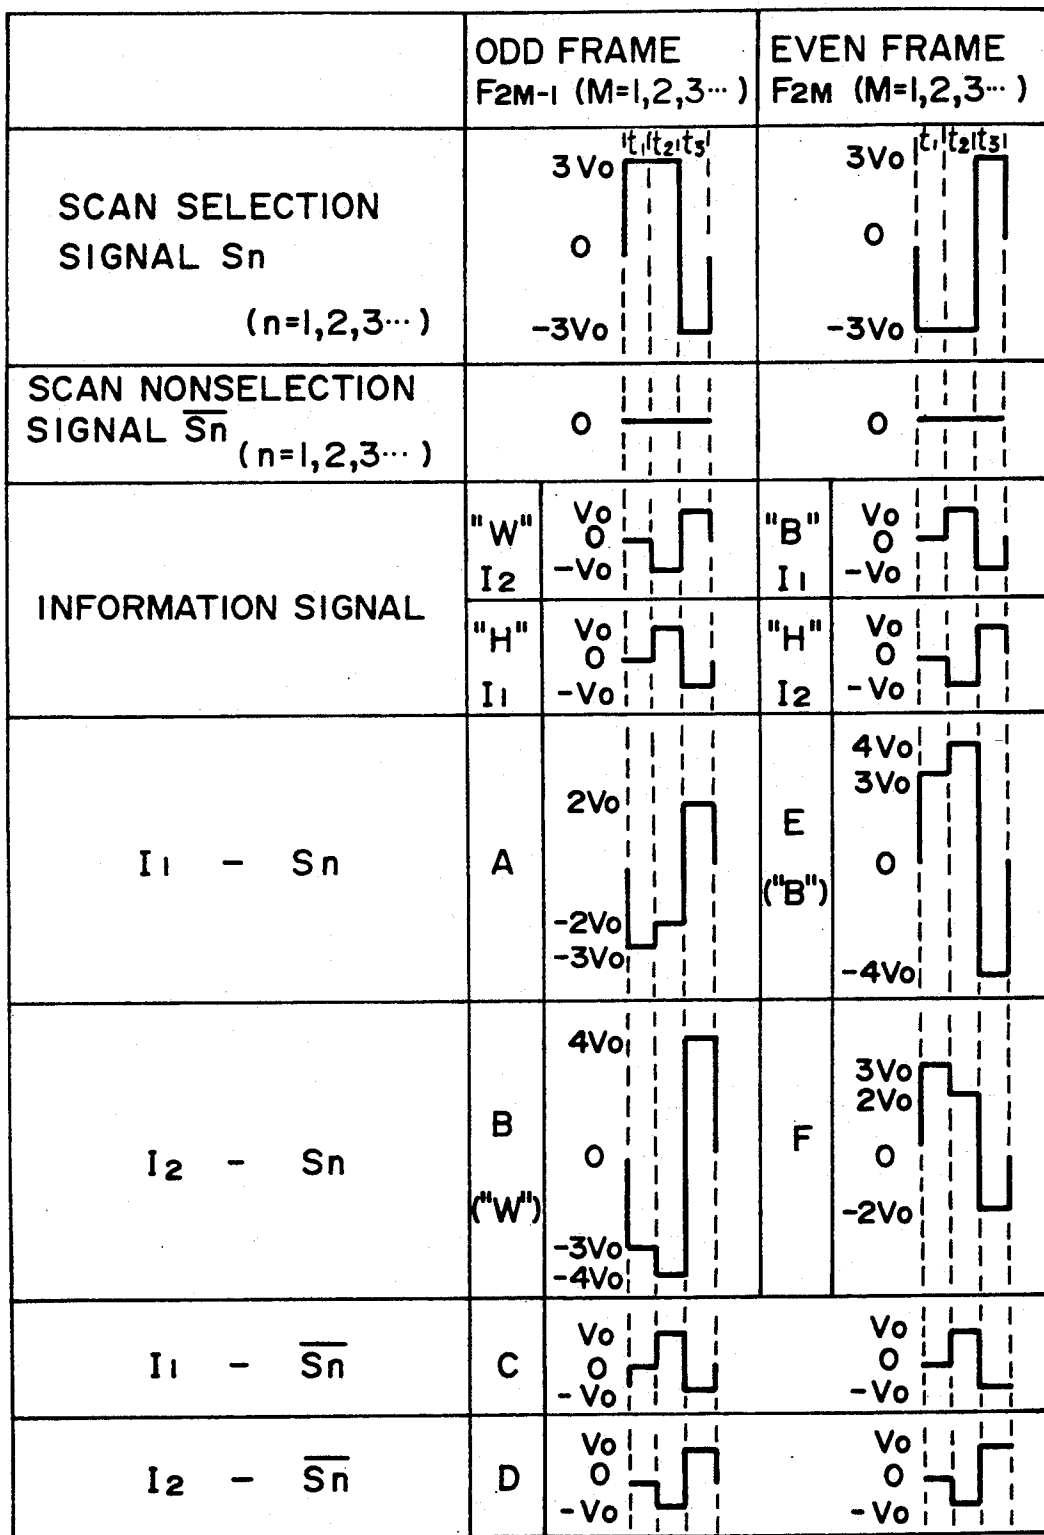 ODD FRAME
F2M-1 (M=1,2,3···)
EVEN FRAME
F2M (M=1,2,3···)
SCAN SELECTION
SIGNAL Sn
(n=1,2,3···)
t1 t2 t3
3Vo
0
-3Vo
t1 t2 t3
3Vo
0
-3Vo
SCAN NONSELECTION
SIGNAL S̅n̅
(n=1,2,3···)
0
0
INFORMATION SIGNAL
"W"
I2
Vo
0
-Vo
"B"
I1
Vo
0
-Vo
"H"
I1
Vo
0
-Vo
"H"
I2
Vo
0
-Vo
I1 - Sn
A
2Vo
-2Vo
-3Vo
E
("B")
4Vo
3Vo
0
-4Vo
I2 - Sn
B
("W")
4Vo
0
-3Vo
-4Vo
F
3Vo
2Vo
0
-2Vo
I1 - S̅n̅
C
Vo
0
-Vo
Vo
0
-Vo
I2 - S̅n̅
D
Vo
0
-Vo
Vo
0
-Vo